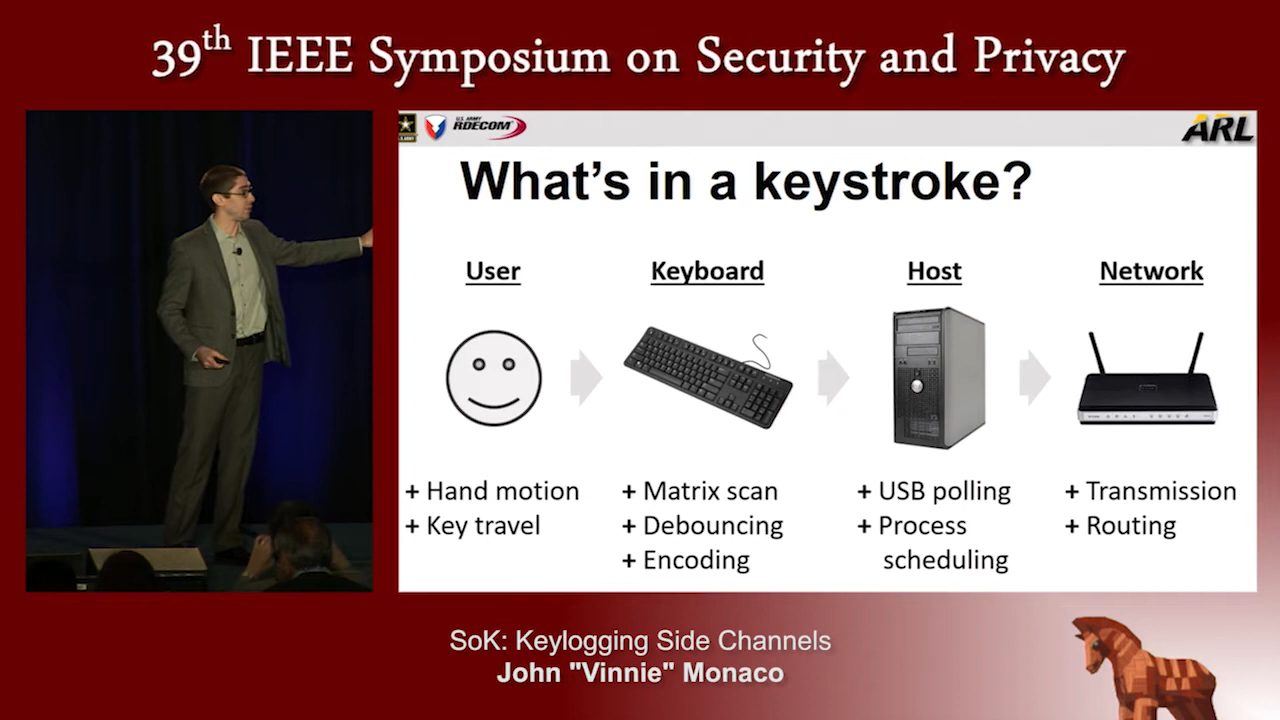 39th IEEE Symposium on Security and Privacy
U.S. ARMY
RDECOM
ARL
What's in a keystroke?
User
Keyboard
Host
Network
+ Hand motion
+ Key travel
+ Matrix scan
+ Debouncing
+ Encoding
+ USB polling
+ Process
scheduling
+ Transmission
+ Routing
SoK: Keylogging Side Channels
John "Vinnie" Monaco